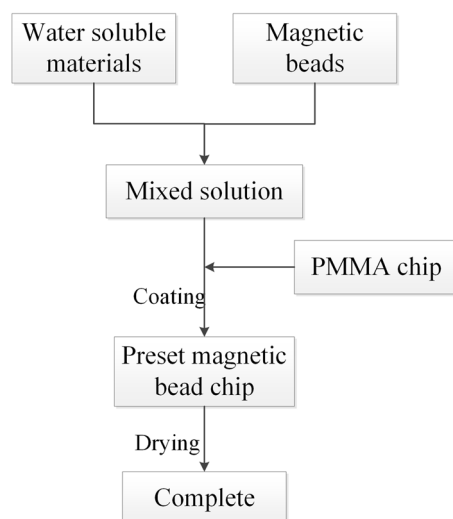 Water soluble
materials
Magnetic
beads
Mixed solution
PMMA chip
Coating
Preset magnetic
bead chip
Drying
Complete